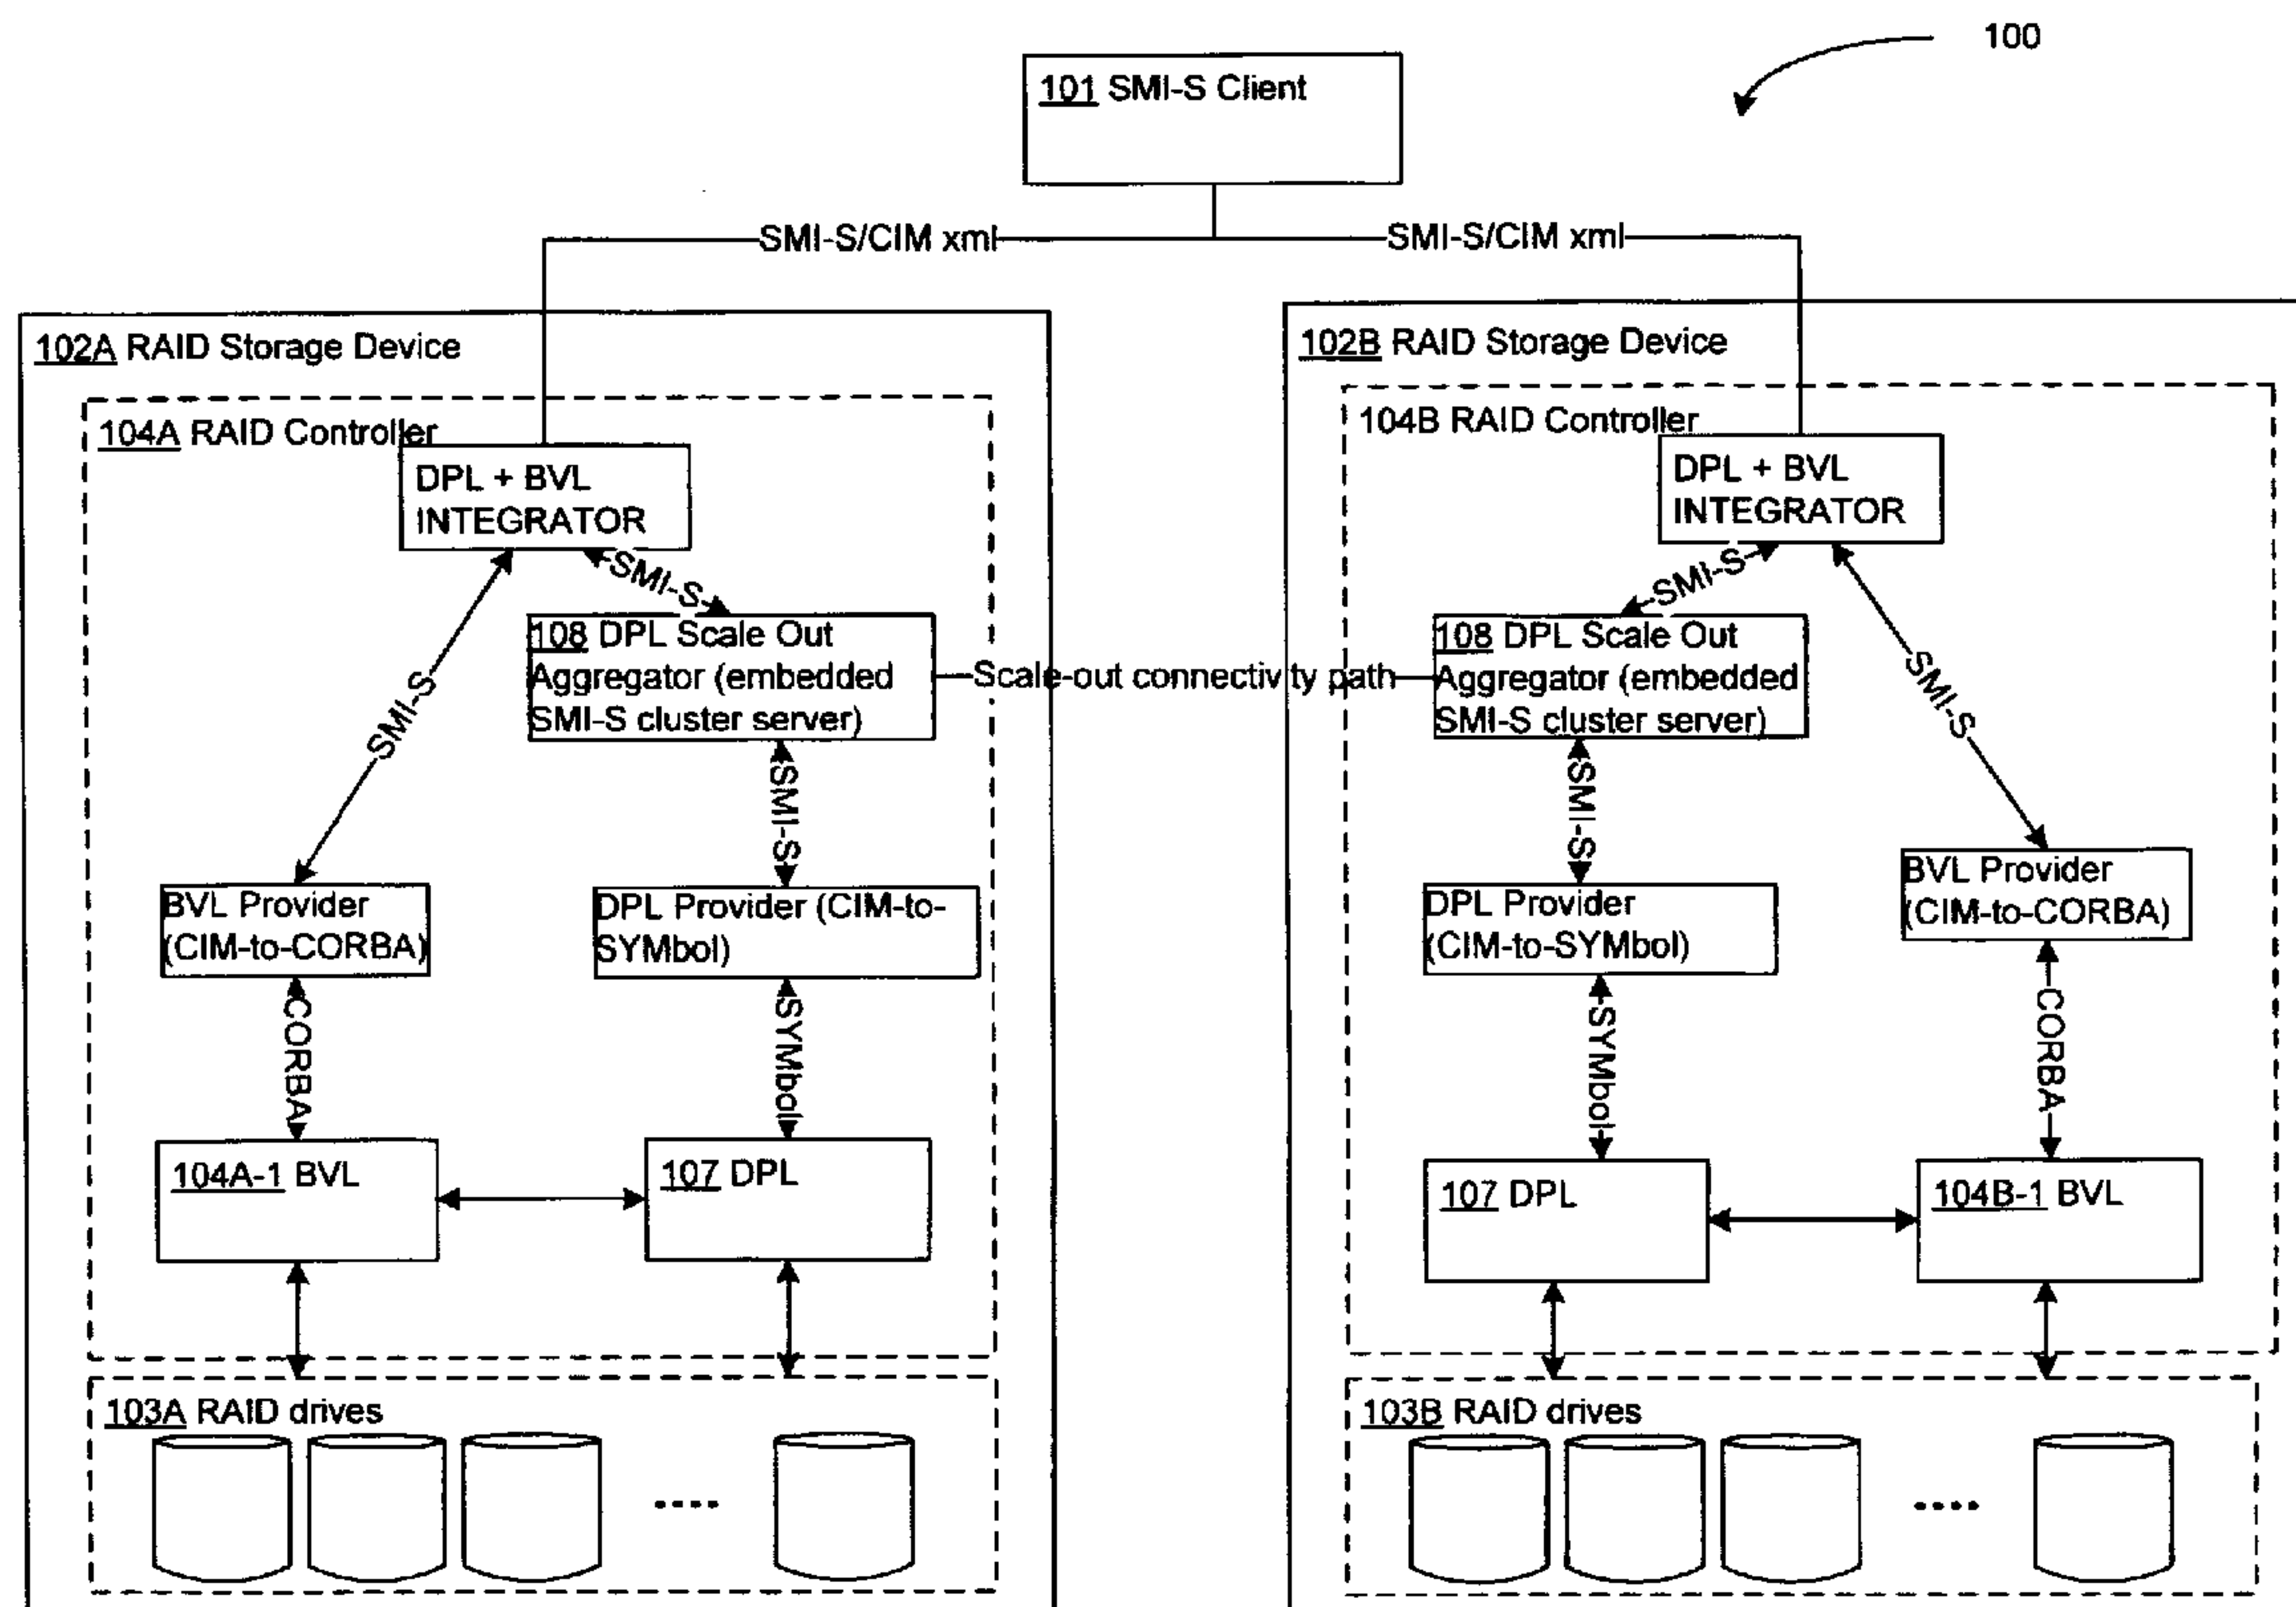 100
101 SMI-S Client
SMI-S/CIM xml
SMI-S/CIM xml
102A RAID Storage Device
104A RAID Controller
DPL + BVL
INTEGRATOR
SMI-S
SMI-S
108 DPL Scale Out
Aggregator (embedded
SMI-S cluster server)
Scale-out connectivity path
SMI-S
BVL Provider
(CIM-to-CORBA)
DPL Provider (CIM-to-
SYMbol)
CORBA
SYMbol
104A-1 BVL
107 DPL
103A RAID drives
....
102B RAID Storage Device
104B RAID Controller
DPL + BVL
INTEGRATOR
SMI-S
SMI-S
108 DPL Scale Out
Aggregator (embedded
SMI-S cluster server)
SMI-S
DPL Provider
(CIM-to-SYMbol)
BVL Provider
(CIM-to-CORBA)
SYMbol
CORBA
107 DPL
104B-1 BVL
103B RAID drives
....